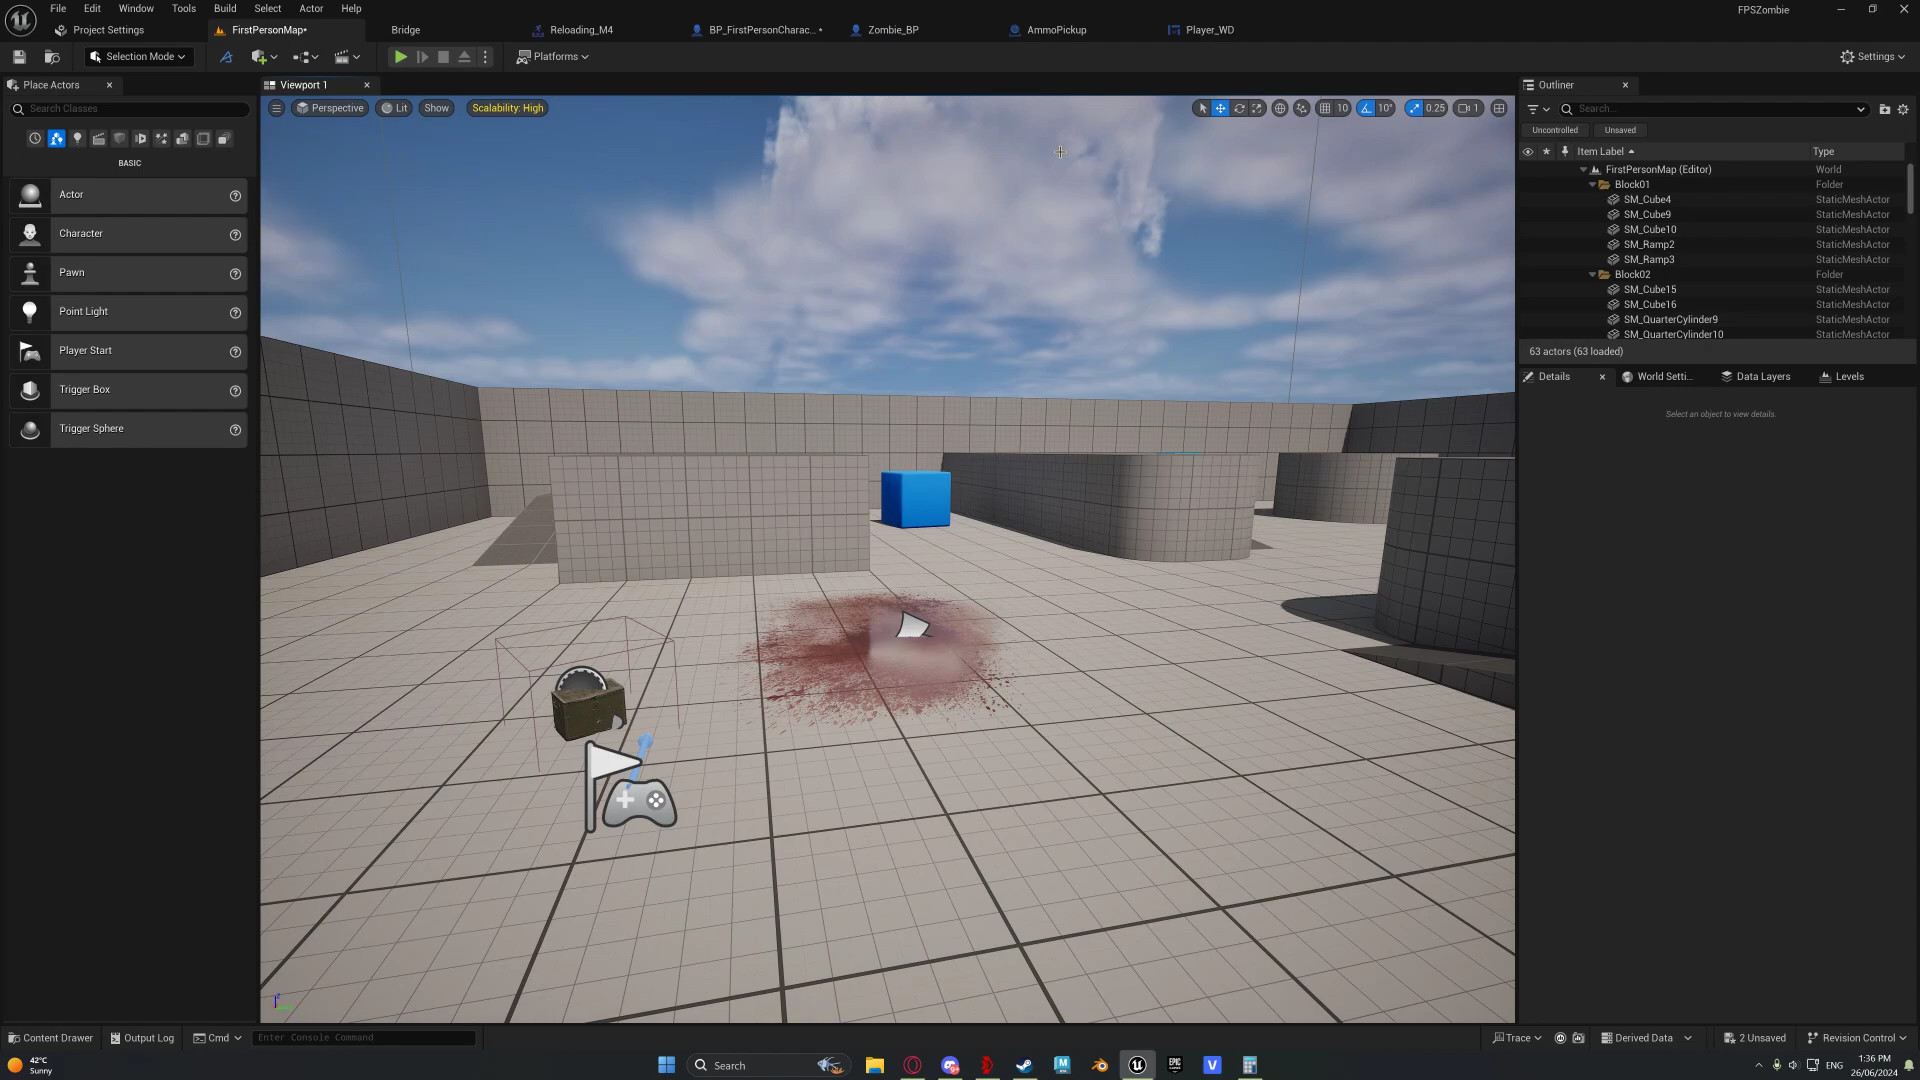 File Edit Window Tools Build Select Actor Help
FPSZombie
Project Settings
FirstPersonMap*
Bridge
Reloading_M4
BP_FirstPersonCharac... *
Zombie_BP
AmmoPickup
Player_WD
Selection Mode
Platforms
Settings
Place Actors
Search Classes
BASIC
Actor
Character
Pawn
Point Light
Player Start
Trigger Box
Trigger Sphere
Viewport 1
Perspective
Lit
Show
Scalability: High
10
10°
0.25
1
Outliner
Search...
Uncontrolled
Unsaved
Item Label
Type
FirstPersonMap (Editor) World
Block01 Folder
SM_Cube4 StaticMeshActor
SM_Cube9 StaticMeshActor
SM_Cube10 StaticMeshActor
SM_Ramp2 StaticMeshActor
SM_Ramp3 StaticMeshActor
Block02 Folder
SM_Cube15 StaticMeshActor
SM_Cube16 StaticMeshActor
SM_QuarterCylinder9 StaticMeshActor
SM_QuarterCylinder10 StaticMeshActor
63 actors (63 loaded)
Details
World Setti...
Data Layers
Levels
Select an object to view details.
Content Drawer
Output Log
Cmd
Enter Console Command
Trace
Derived Data
2 Unsaved
Revision Control
42°C
Sunny
Search
ENG
1:36 PM
26/06/2024